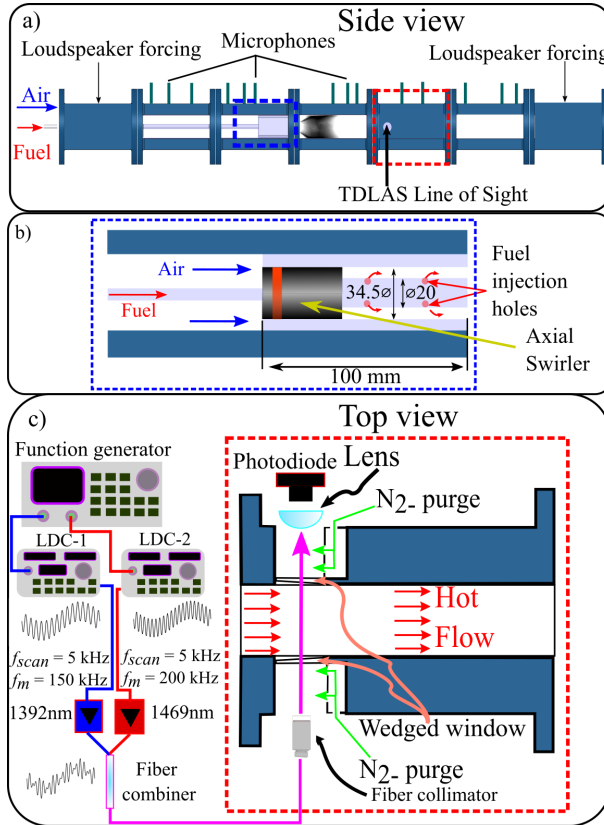 a)
Side view
Loudspeaker forcing
Microphones
Loudspeaker forcing
Air
Fuel
TDLAS Line of Sight
b)
Air
Fuel
34.5⌀
⌀20
Fuel
injection
holes
Axial
Swirler
100 mm
c)
Top view
Function generator
LDC-1
LDC-2
fscan = 5 kHz
fm = 150 kHz
fscan = 5 kHz
fm = 200 kHz
1392nm
1469nm
Fiber
combiner
Photodiode
Lens
N2- purge
Hot
Flow
Wedged window
N2- purge
Fiber collimator